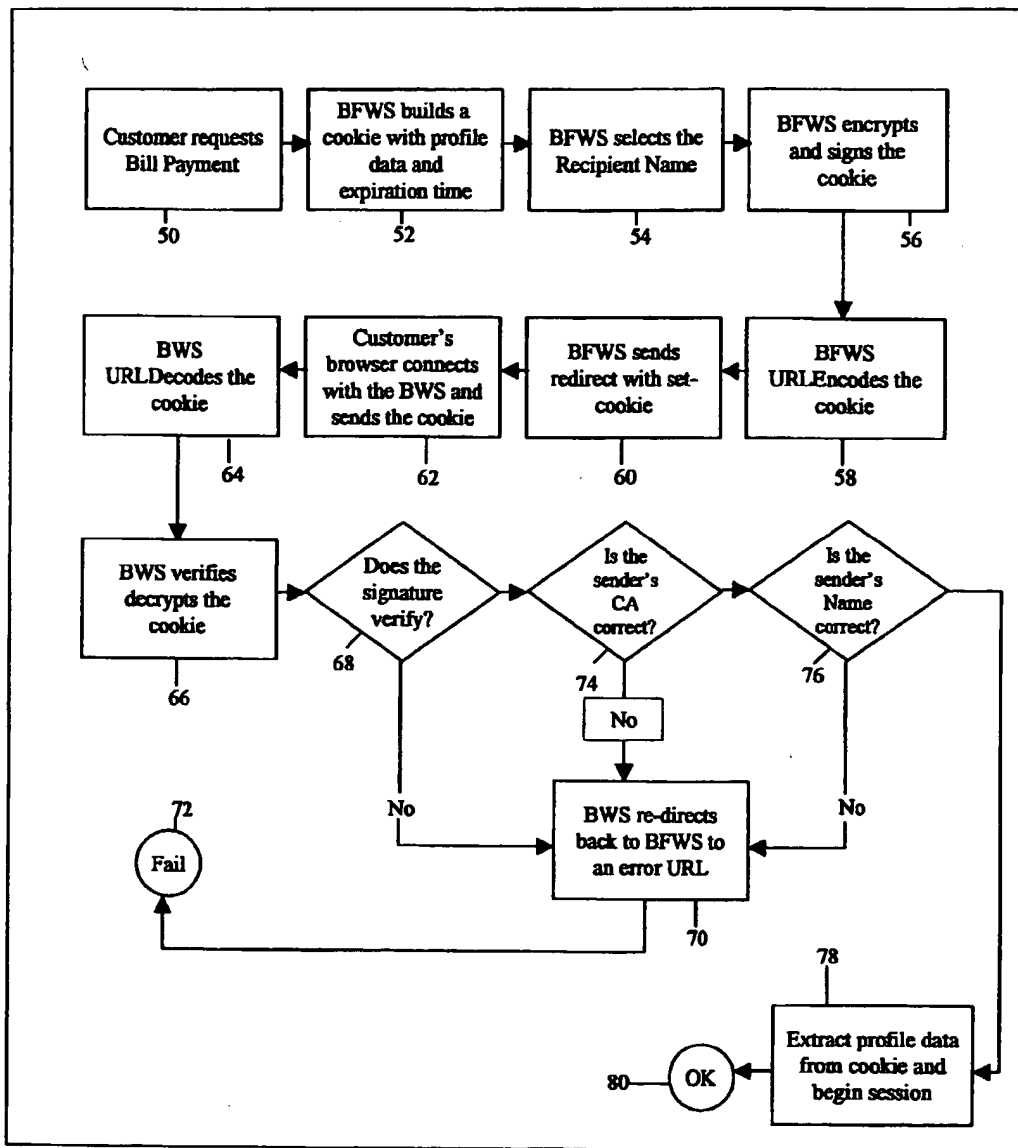 Customer requests
Bill Payment
50
BFWS builds a
cookie with profile
data and
expiration time
52
BFWS selects the
Recipient Name
54
BFWS encrypts
and signs the
cookie
56
BWS
URLDecodes the
cookie
64
Customer's
browser connects
with the BWS and
sends the cookie
62
BFWS sends
redirect with set-
cookie
60
BFWS
URLEncodes the
cookie
58
BWS verifies
decrypts the
cookie
66
Does the
signature
verify?
68
Is the
sender's
CA
correct?
74
Is the
sender's
Name
correct?
76
No
No
No
72
Fail
BWS re-directs
back to BFWS to
an error URL
70
78
Extract profile data
from cookie and
begin session
80
OK